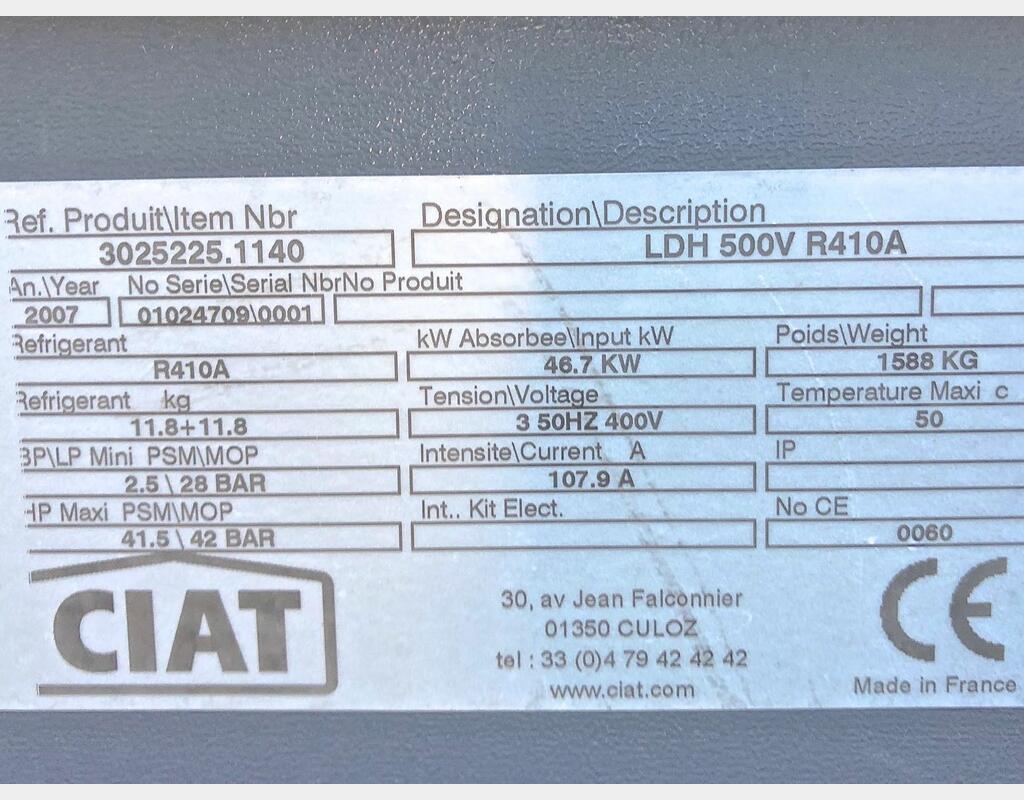 Ref. Produit\Item Nbr Designation\Description
3025225.1140 LDH 500V R410A
An.\Year No Serie\Serial NbrNo Produit
2007 01024709\0001
Refrigerant kW Absorbee\Input kW Poids\Weight
R410A 46.7 KW 1588 KG
Refrigerant kg Tension\Voltage Temperature Maxi c
11.8+11.8 3 50HZ 400V 50
BP\LP Mini PSM\MOP Intensite\Current A IP
2.5 \ 28 BAR 107.9 A
HP Maxi PSM\MOP Int.. Kit Elect. No CE
41.5 \ 42 BAR 0060
CIAT
30, av Jean Falconnier
01350 CULOZ
tel : 33 (0)4 79 42 42 42
www.ciat.com
CE
Made in France